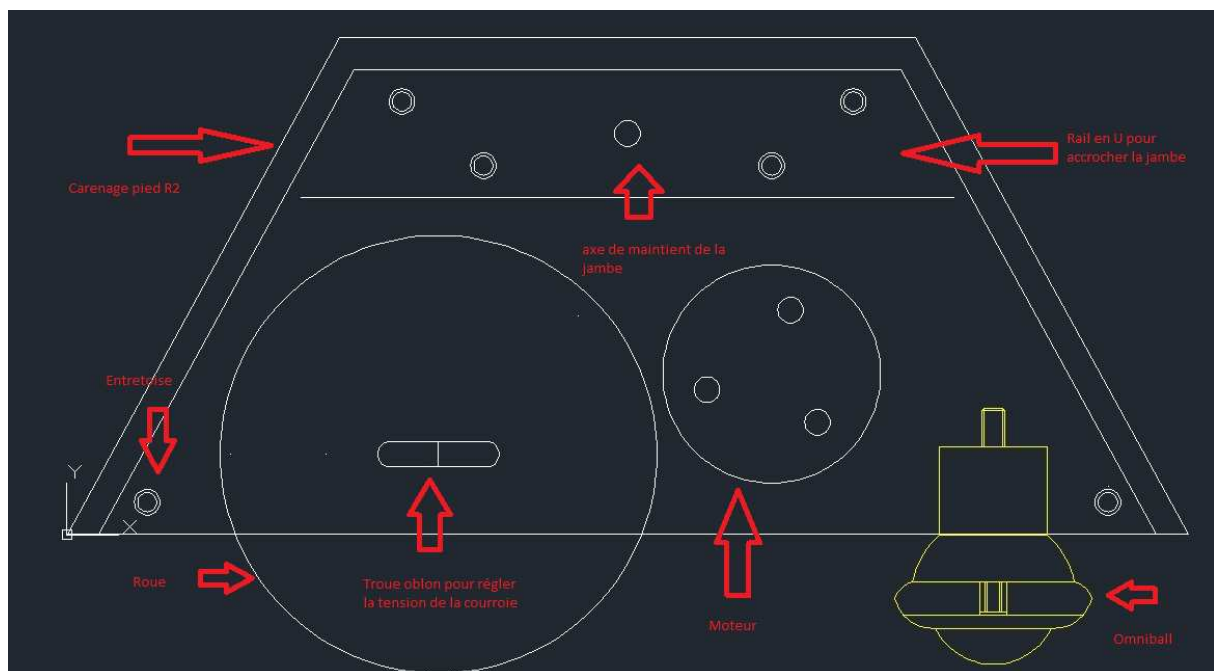 Rail en U pour
accrocher la jambe
Carenage pied R2
axe de maintient de la
jambe
Entretoise
Y
X
Roue
Troue oblon pour régler
la tension de la courroie
Moteur
Omniball